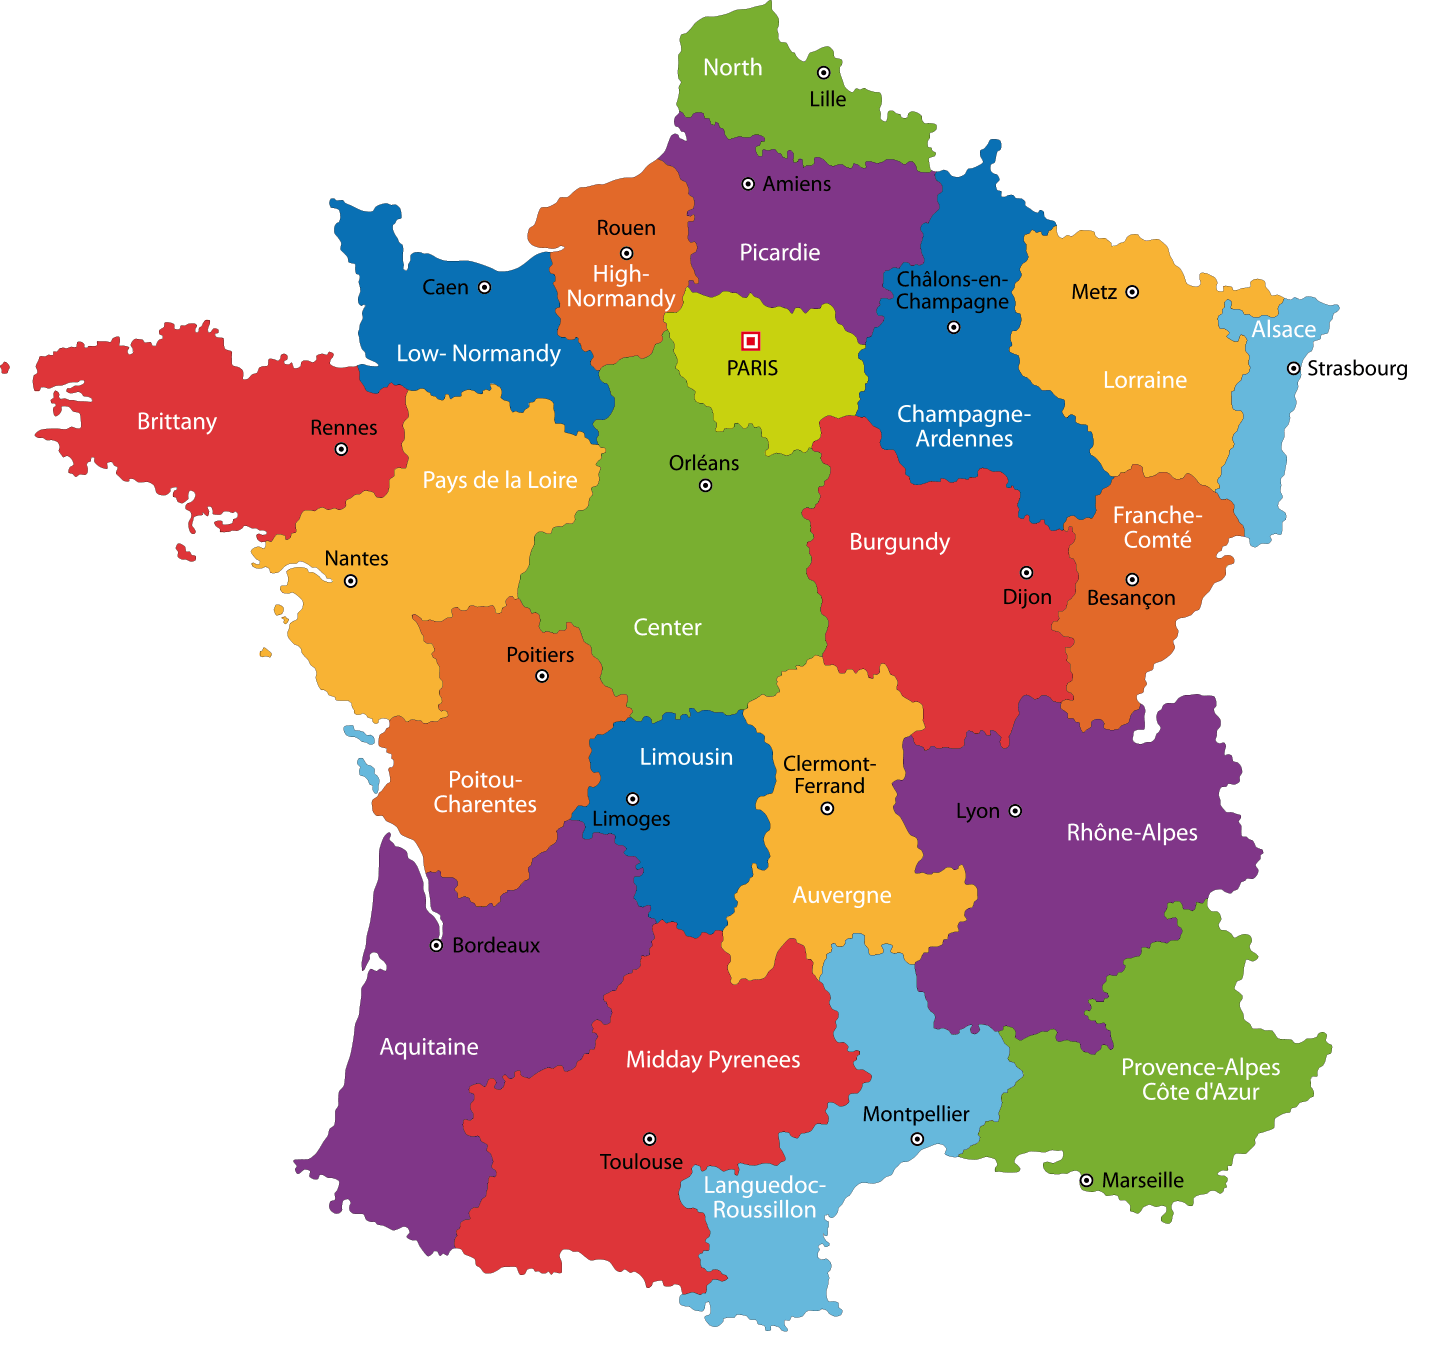 North
Lille
Amiens
Picardie
Rouen
High-
Normandy
Caen
Low- Normandy
Châlons-en-
Champagne
Champagne-
Ardennes
Metz
Lorraine
Alsace
Strasbourg
PARIS
Brittany
Rennes
Pays de la Loire
Nantes
Orléans
Center
Burgundy
Dijon
Franche-
Comté
Besançon
Poitiers
Poitou-
Charentes
Limousin
Limoges
Clermont-
Ferrand
Auvergne
Lyon
Rhône-Alpes
Bordeaux
Aquitaine
Midday Pyrenees
Toulouse
Montpellier
Languedoc-
Roussillon
Provence-Alpes
Côte d'Azur
Marseille